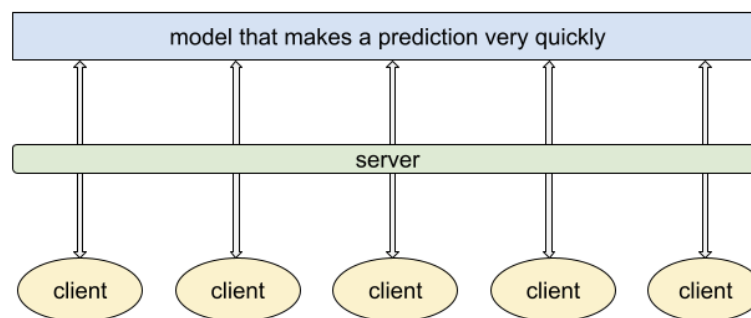 model that makes a prediction very quickly
server
client client client client client